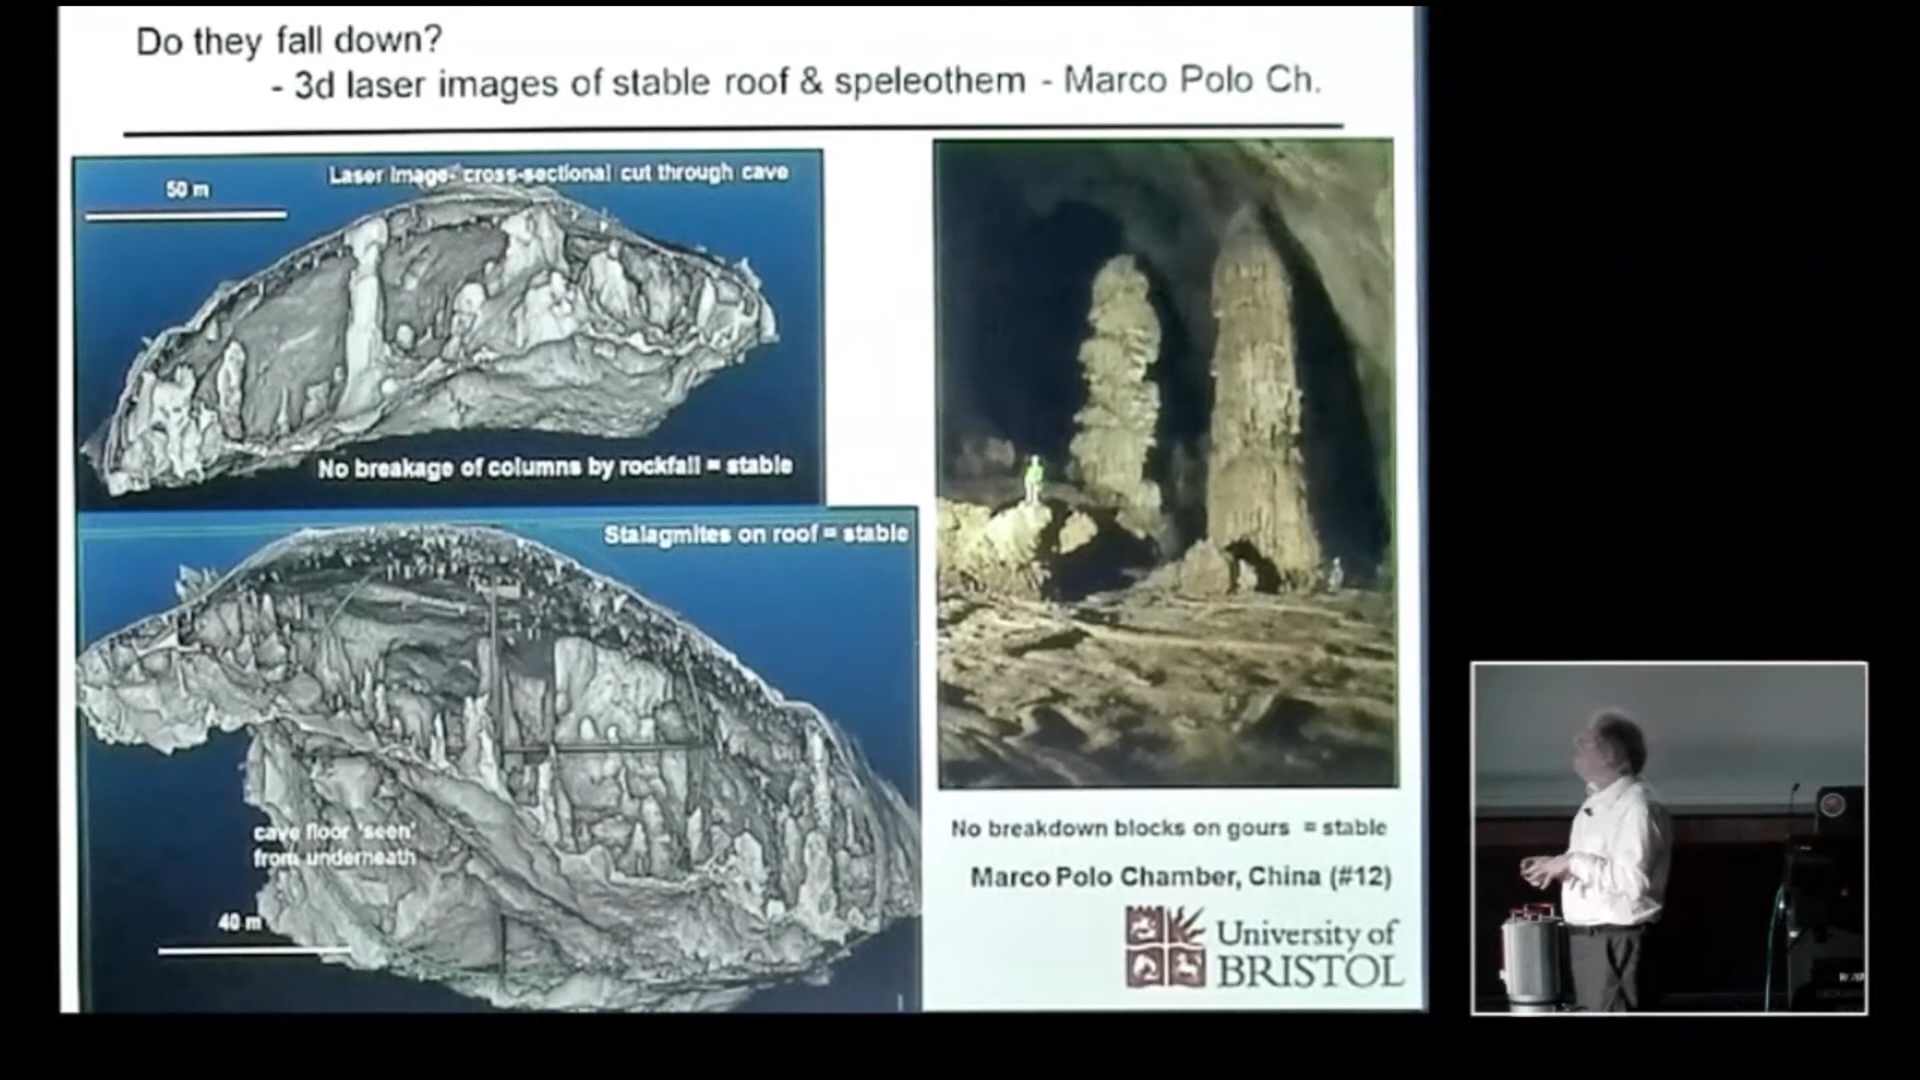 Do they fall down?
- 3d laser images of stable roof & speleothem - Marco Polo Ch.
50 m
Laser image- cross-sectional cut through cave
No breakage of columns by rockfall = stable
Stalagmites on roof = stable
cave floor 'seen'
from underneath
40 m
No breakdown blocks on gours = stable
Marco Polo Chamber, China (#12)
University of
BRISTOL